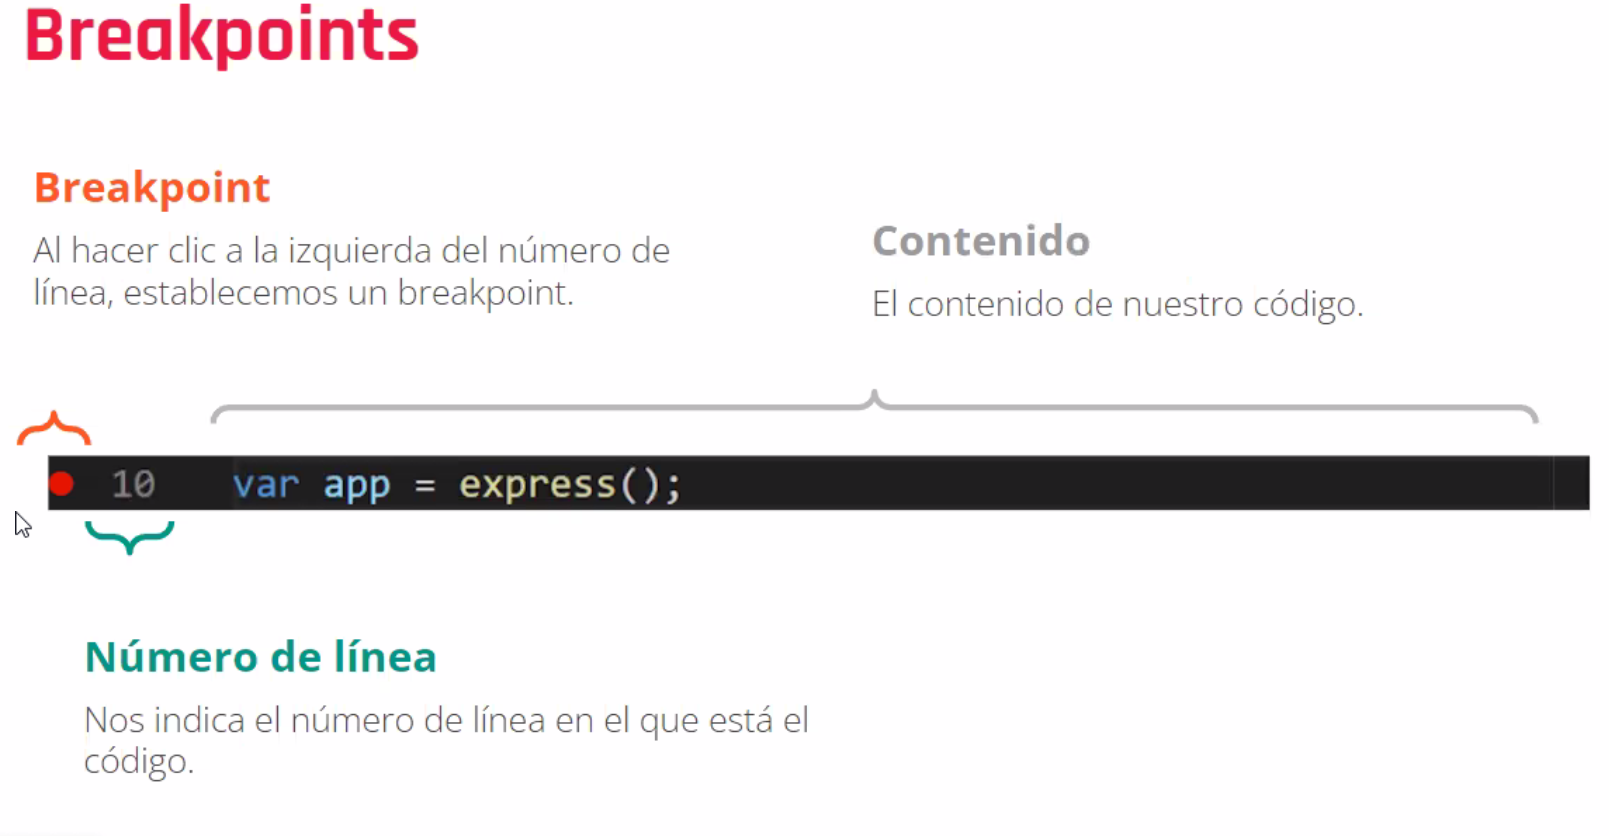 Breakpoints
Breakpoint
Al hacer clic a la izquierda del número de
línea, establecemos un breakpoint.
Contenido
El contenido de nuestro código.
10 var app = express();
Número de línea
Nos indica el número de línea en el que está el
código.